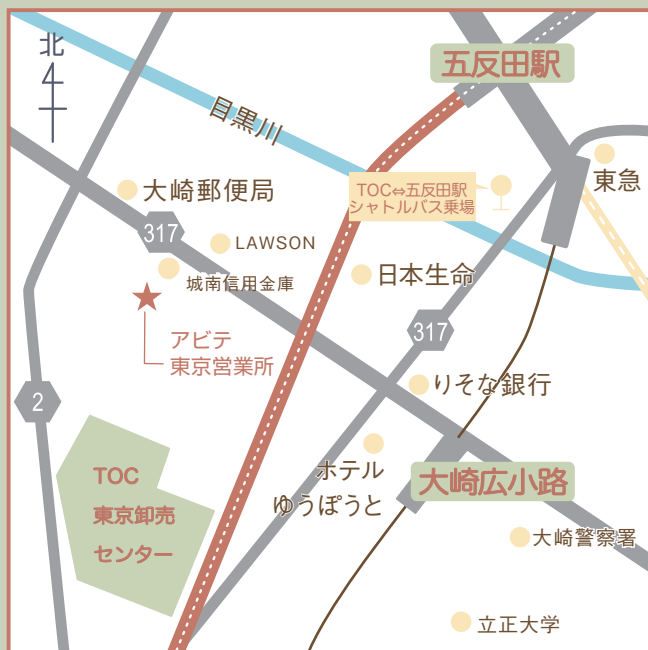 北
五反田駅
目黒川
東急
TOC⇔五反田駅
シャトルバス乗場
大崎郵便局
317
LAWSON
城南信用金庫
日本生命
アビテ
東京営業所
317
りそな銀行
2
ホテル
ゆうぽうと
大崎広小路
TOC
東京卸売
センター
大崎警察署
立正大学